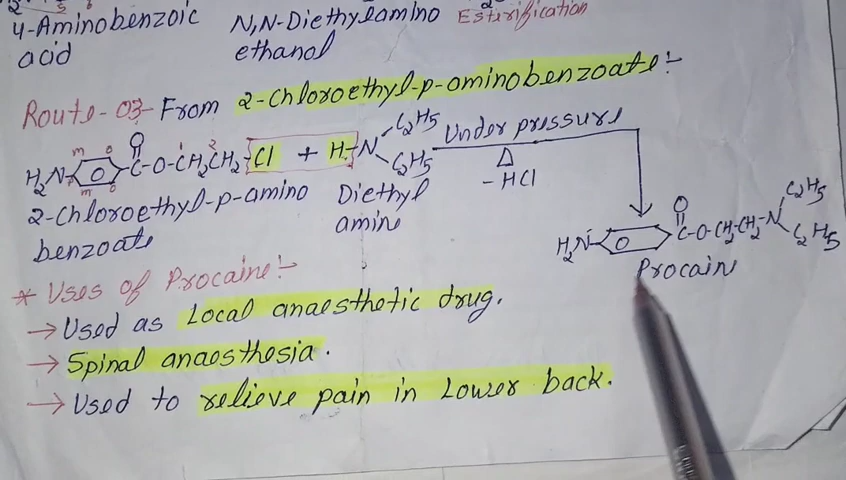 4-Aminobenzoic acid
N,N-Diethylamino ethanol
Esterification
Route-03- From 2-Chloroethyl-p-aminobenzoate:-
H₂N- m o m o -C-O-CH₂CH₂-Cl + H-N C₂H₅ C₂H₅ Under pressure
O 1 2
Δ
-HCl
2-Chloroethyl-p-amino benzoate
Diethyl amine
H₂N- O -C-O-CH₂-CH₂-N C₂H₅ C₂H₅
Procain
* Uses of Procaine:-
→ Used as Local anaesthetic drug.
→ Spinal anaesthesia.
→ Used to relieve pain in Lower back.